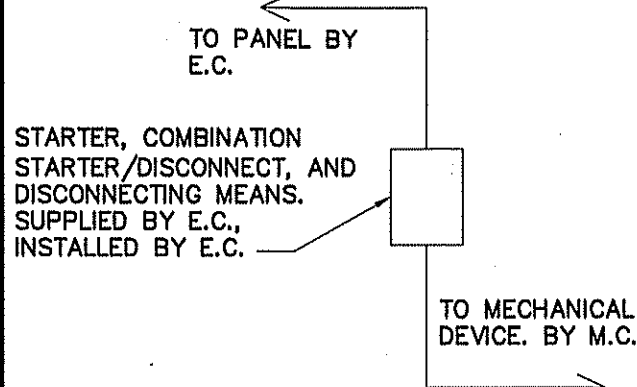 TO PANEL BY
E.C.
STARTER, COMBINATION
STARTER/DISCONNECT, AND
DISCONNECTING MEANS.
SUPPLIED BY E.C.,
INSTALLED BY E.C.
TO MECHANICAL
DEVICE. BY M.C.